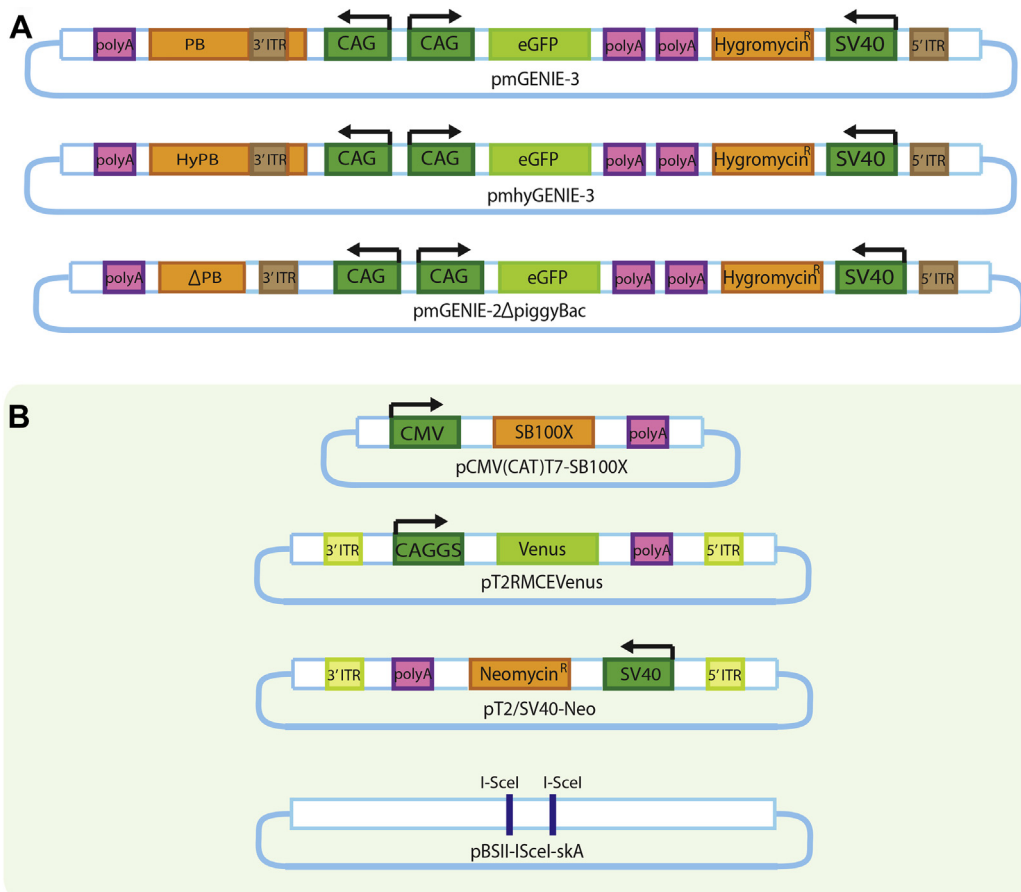 A
polyA PB 3' ITR CAG CAG eGFP polyA polyA Hygromycin R SV40 5' ITR
pmGENIE-3
polyA HyPB 3' ITR CAG CAG eGFP polyA polyA Hygromycin R SV40 5' ITR
pmhyGENIE-3
polyA ΔPB 3' ITR CAG CAG eGFP polyA polyA Hygromycin R SV40 5' ITR
pmGENIE-2ΔpiggyBac
B
CMV SB100X polyA
pCMV(CAT)T7-SB100X
3' ITR CAGGS Venus polyA 5' ITR
pT2RMCEVenus
3' ITR polyA Neomycin R SV40 5' ITR
pT2/SV40-Neo
I-SceI I-SceI
pBSII-ISceI-skA